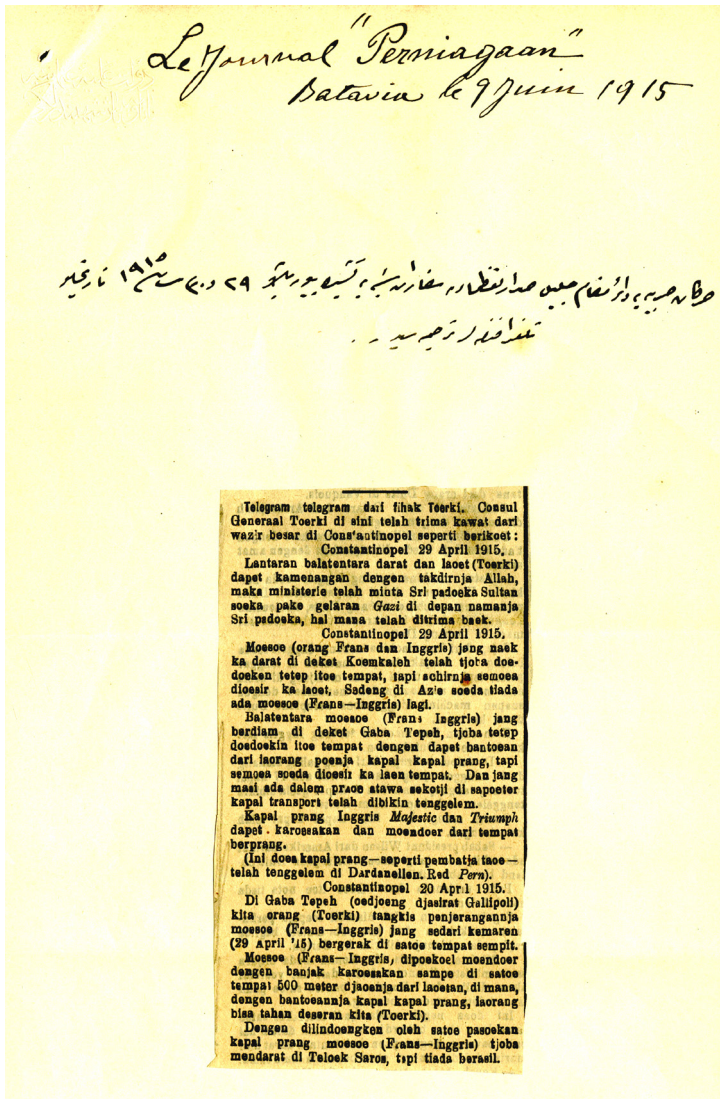 Le Journal "Perniagaan"
Batavia le 9 Juin 1915
حركات حربيه يه دائر مقام جليل ٢٩ و ٣٠ ١٩١٥ تاريخلو
ترجمه سيدر
Telegram telegram dari fihak Toerki. Consul
Generaal Toerki di sini telah trima kawat dari
wazir besar di Constantinopel seperti berikoet:
Constantinopel 29 April 1915.
Lantaran balatentara darat dan laoet (Toerki)
dapet kamenangan dengen takdirnja Allah,
maka ministerie telah minta Sri padoeka Sultan
soeka pake gelaran Gazi di depan namanja
Sri padoeka, hal mana telah ditrima baek.
Constantinopel 29 April 1915.
Moesoe (orang Frans dan Inggris) jang naek
ka darat di deket Koemkaleh telah tjoba doe-
doeken tetep itoe tempat, tapi achirnja semoea
dioesir ka laoet. Sedeng di Azie soeda tiada
ada moesoe (Frans—Inggris) lagi.
Balatentara moesoe (Frans Inggris) jang
berdiam di deket Gaba Tepeh, tjoba tetep
doedoekin itoe tempat dengen dapet bantoean
dari iaorang poenja kapal kapal prang, tapi
semoea soeda dioesir ka laen tempat. Dan jang
masi ada dalem praoe atawa sekotji di sapoeter
kapal transport telah dibikin tenggelem.
Kapal prang Inggris Majestic dan Triumph
dapet karoesakan dan moendoer dari tempat
berprang.
(Ini doea kapal prang—seperti pembatja taoe—
telah tenggelem di Dardanellen. Red Pern).
Constantinopel 20 April 1915.
Di Gaba Tepeh (oedjoeng djasirat Gallipoli)
kita orang (Toerki) tangkis penjerangannja
moesoe (Frans—Inggris) jang sedari kemaren
(29 April '15) bergerak di satoe tempat sempit.
Moesoe (Frans—Inggris) dipoekoel moendoer
dengen banjak karoesakan sampe di satoe
tempat 500 meter djaoenja dari laoetan, di mana,
dengen bantoeannja kapal kapal prang, iaorang
bisa tahan deseran kita (Toerki).
Dengen dilindoengken oleh satoe pasoekan
kapal prang moesoe (Frans—Inggris) tjoba
mendarat di Teloek Saros, tapi tiada berasil.